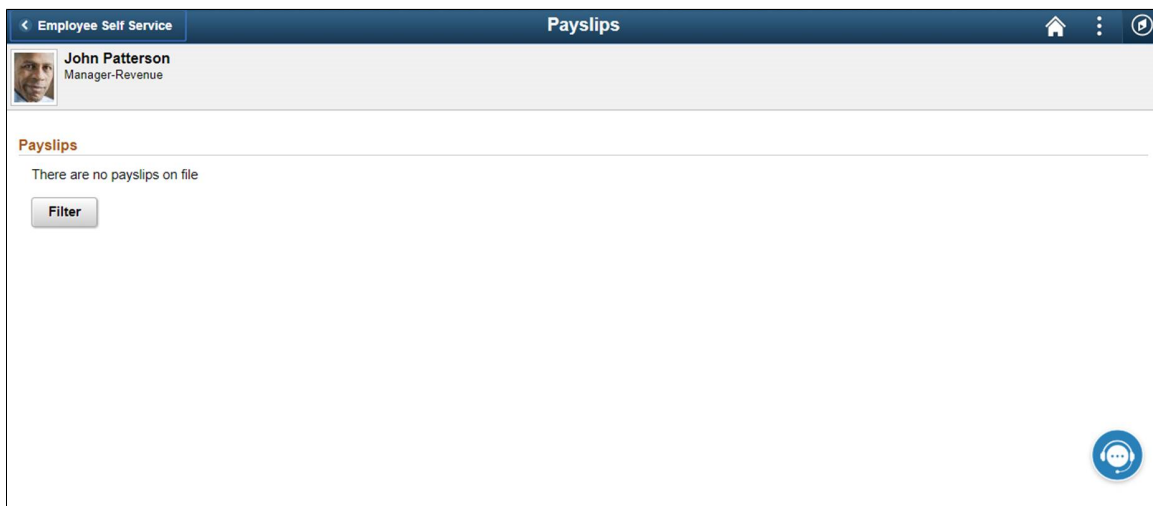 Employee Self Service
Payslips
John Patterson
Manager-Revenue
Payslips
There are no payslips on file
Filter